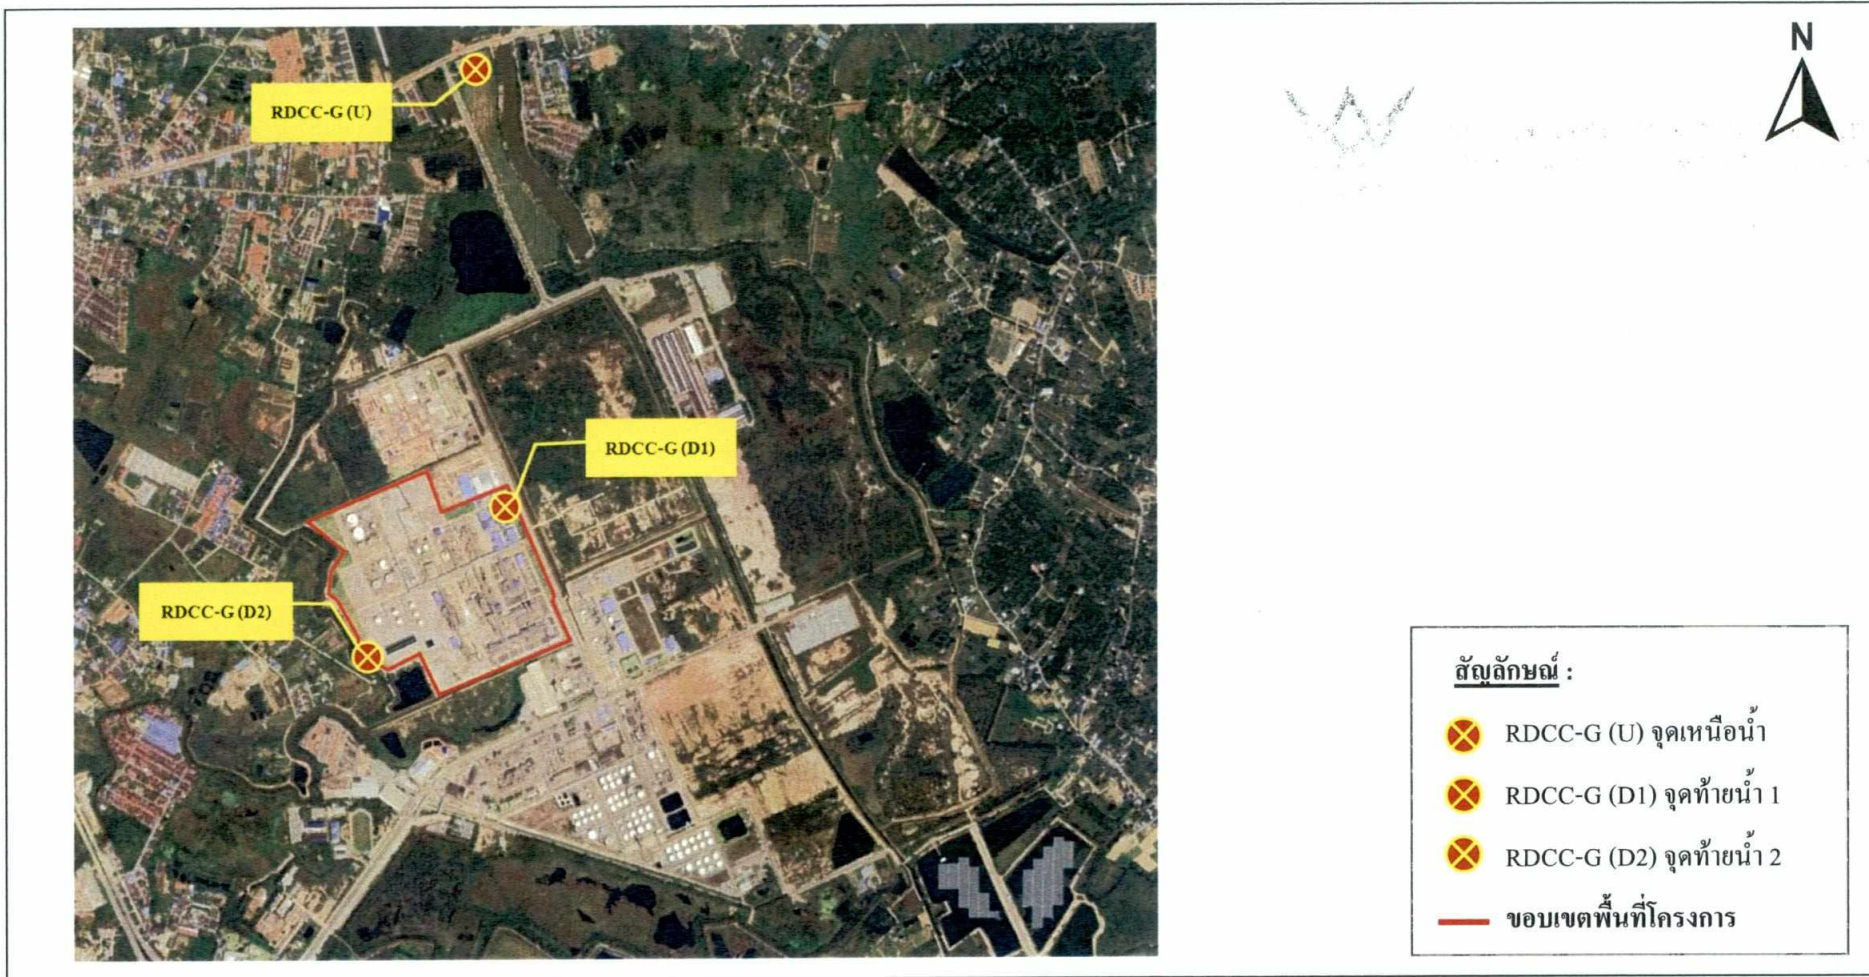 N
RDCC-G (U)
RDCC-G (D1)
RDCC-G (D2)
สัญลักษณ์ :
RDCC-G (U) จุดเหนือน้ำ
RDCC-G (D1) จุดท้ายน้ำ 1
RDCC-G (D2) จุดท้ายน้ำ 2
ขอบเขตพื้นที่โครงการ